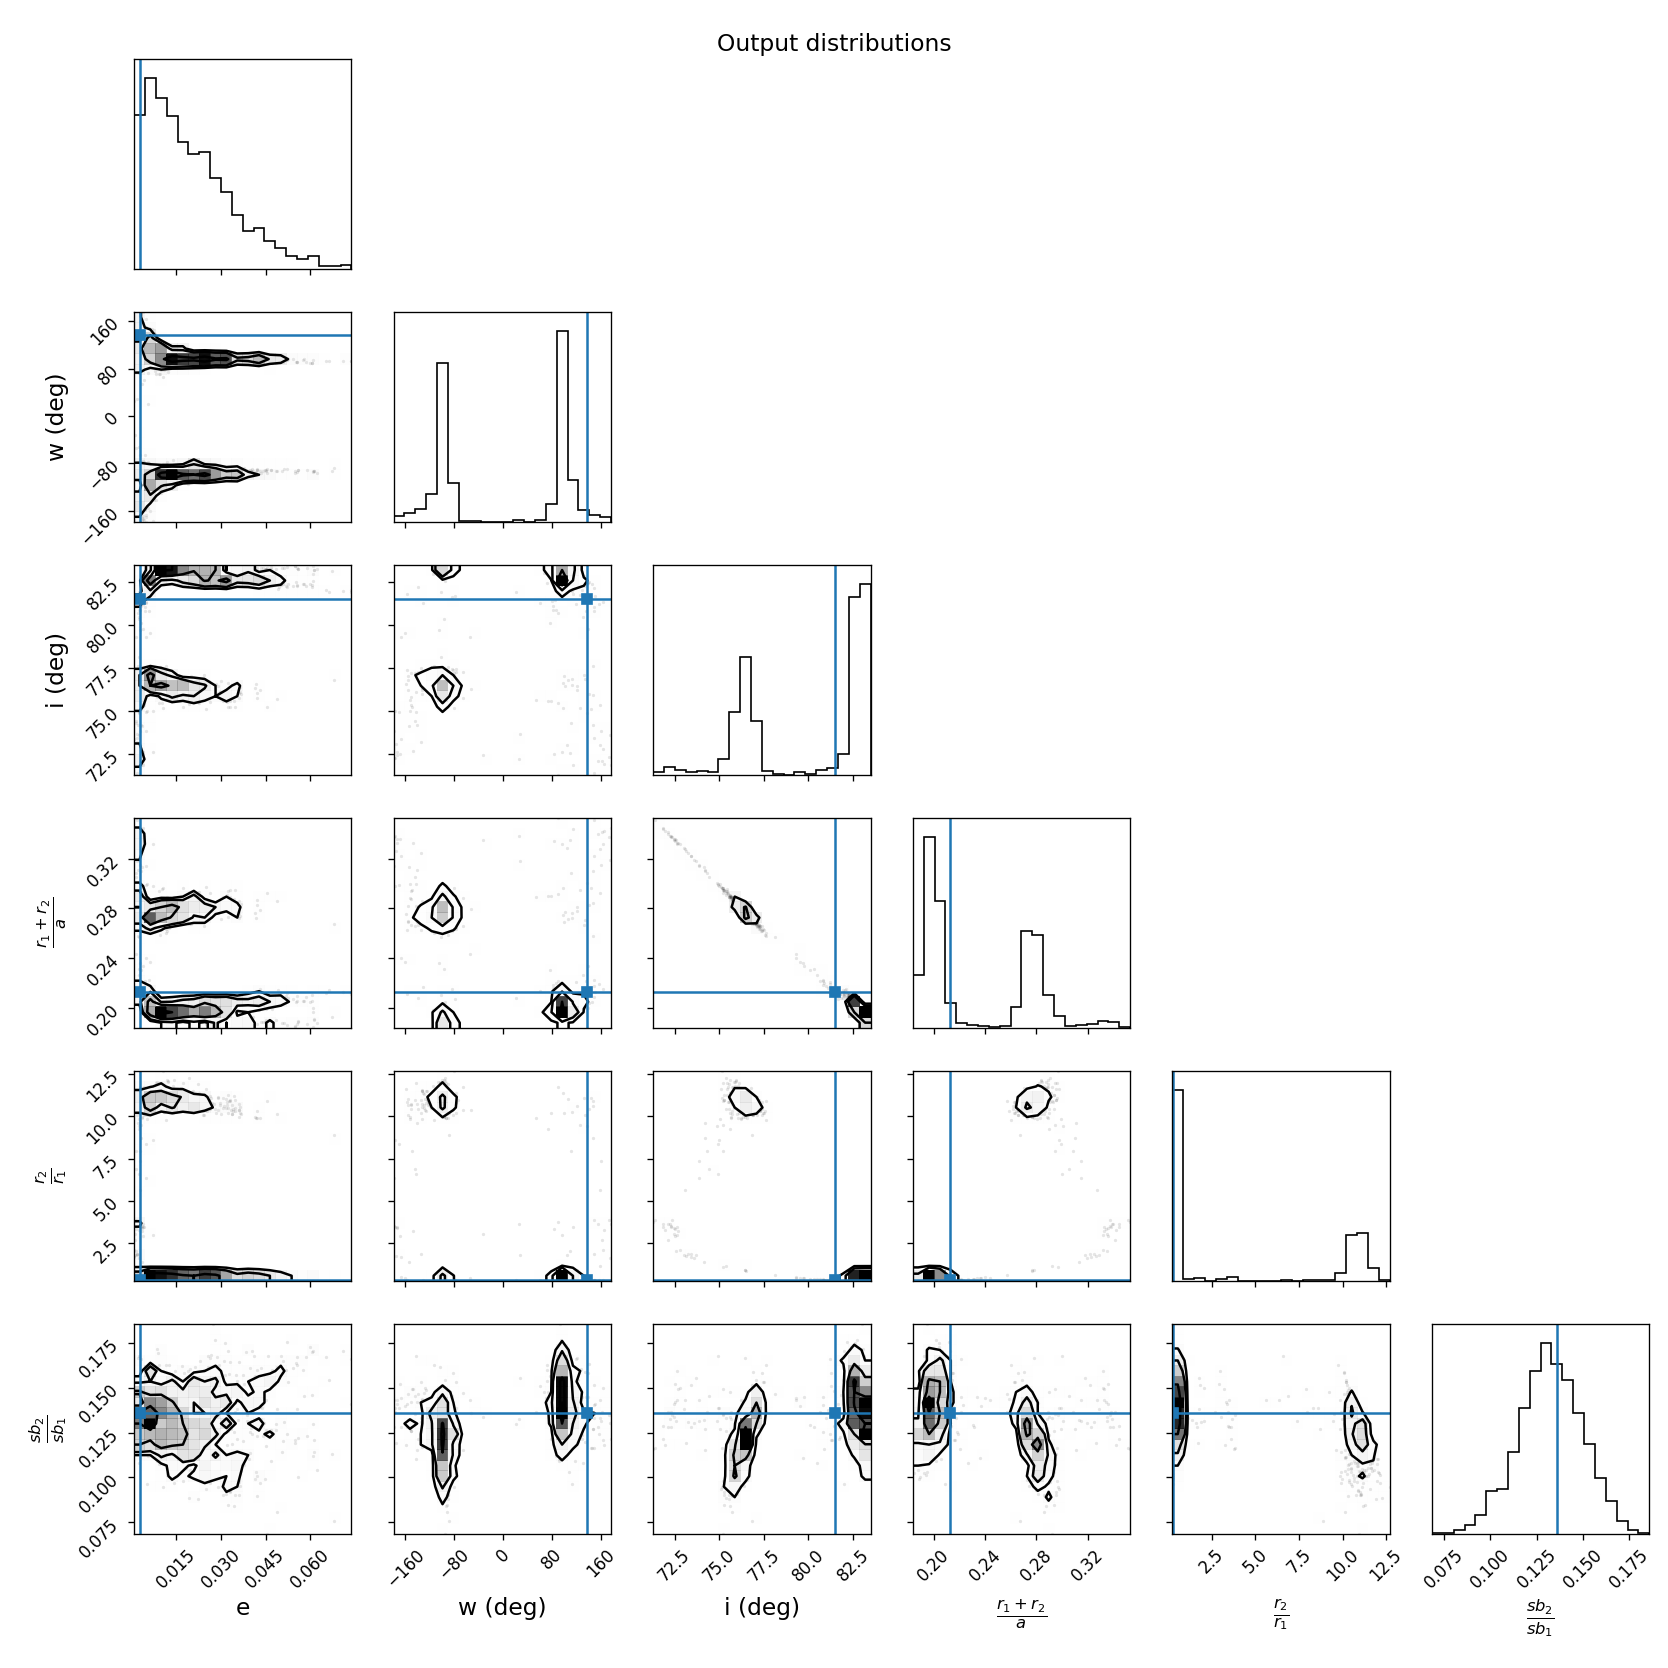 Output distributions
160
80
0
−80
−160
w (deg)
82.5
80.0
77.5
75.0
72.5
i (deg)
0.32
0.28
0.24
0.20
r₁ + r₂
a
12.5
10.0
7.5
5.0
2.5
r₂
r₁
0.175
0.150
0.125
0.100
0.075
sb₂
sb₁
0.015 0.030 0.045 0.060 −160 −80 0 80 160 72.5 75.0 77.5 80.0 82.5 0.20 0.24 0.28 0.32 2.5 5.0 7.5 10.0 12.5 0.075 0.100 0.125 0.150 0.175
e w (deg) i (deg) r₁ + r₂ r₂ sb₂
a r₁ sb₁